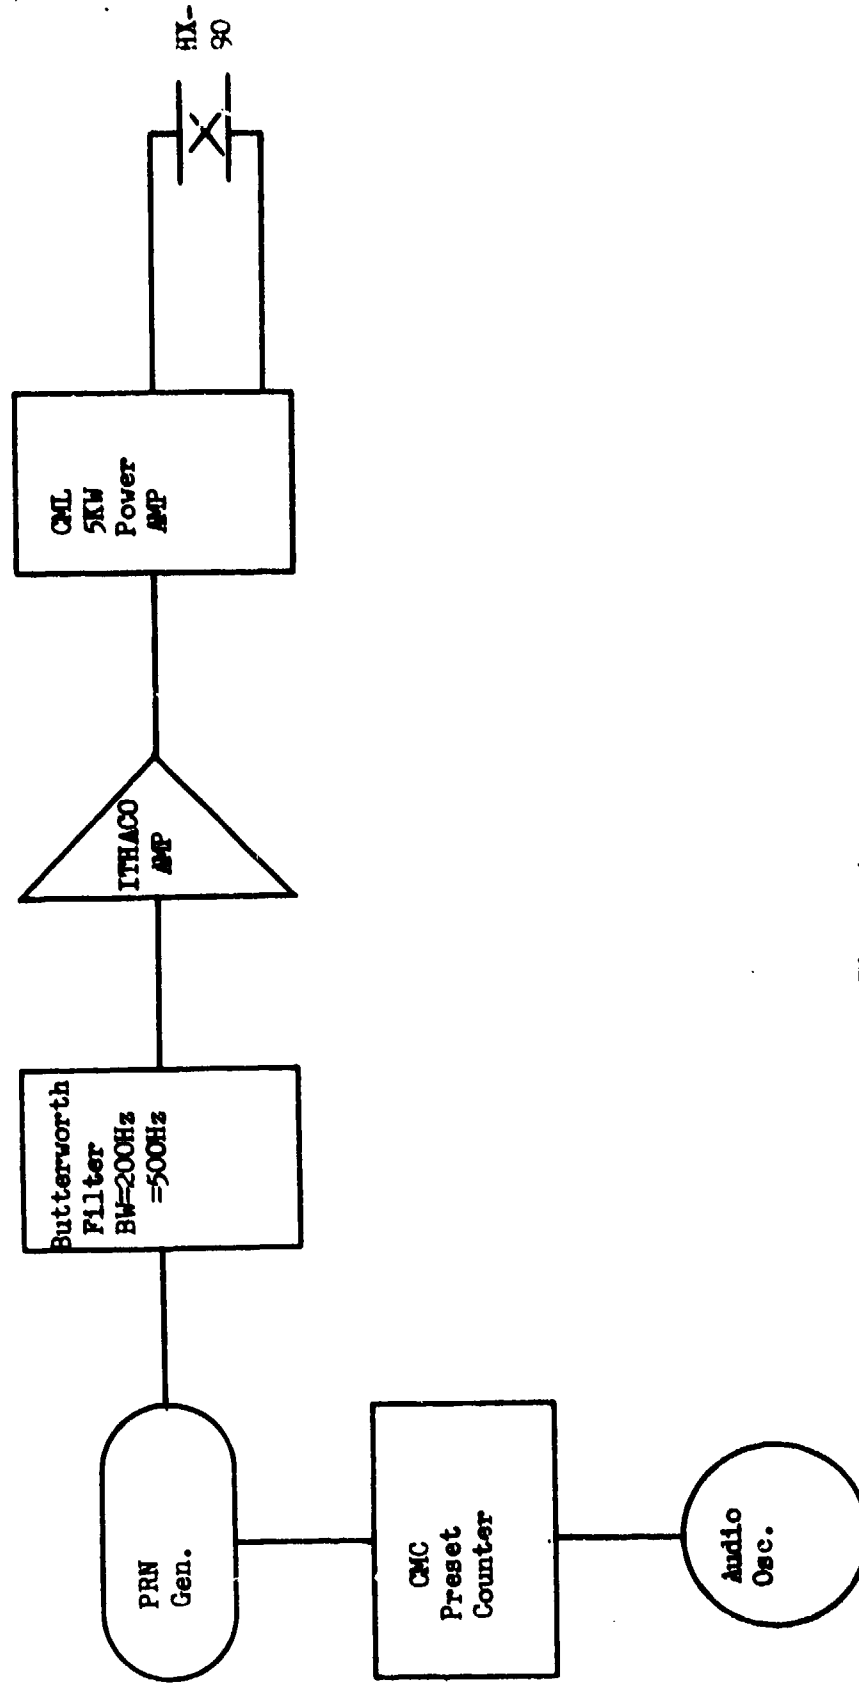 PRN
Gen.
CMC
Preset
Counter
Audio
Osc.
Butterworth
Filter
BW=200Hz
=500Hz
ITHACO
AMP
CML
5KW
Power
AMP
HX-
90